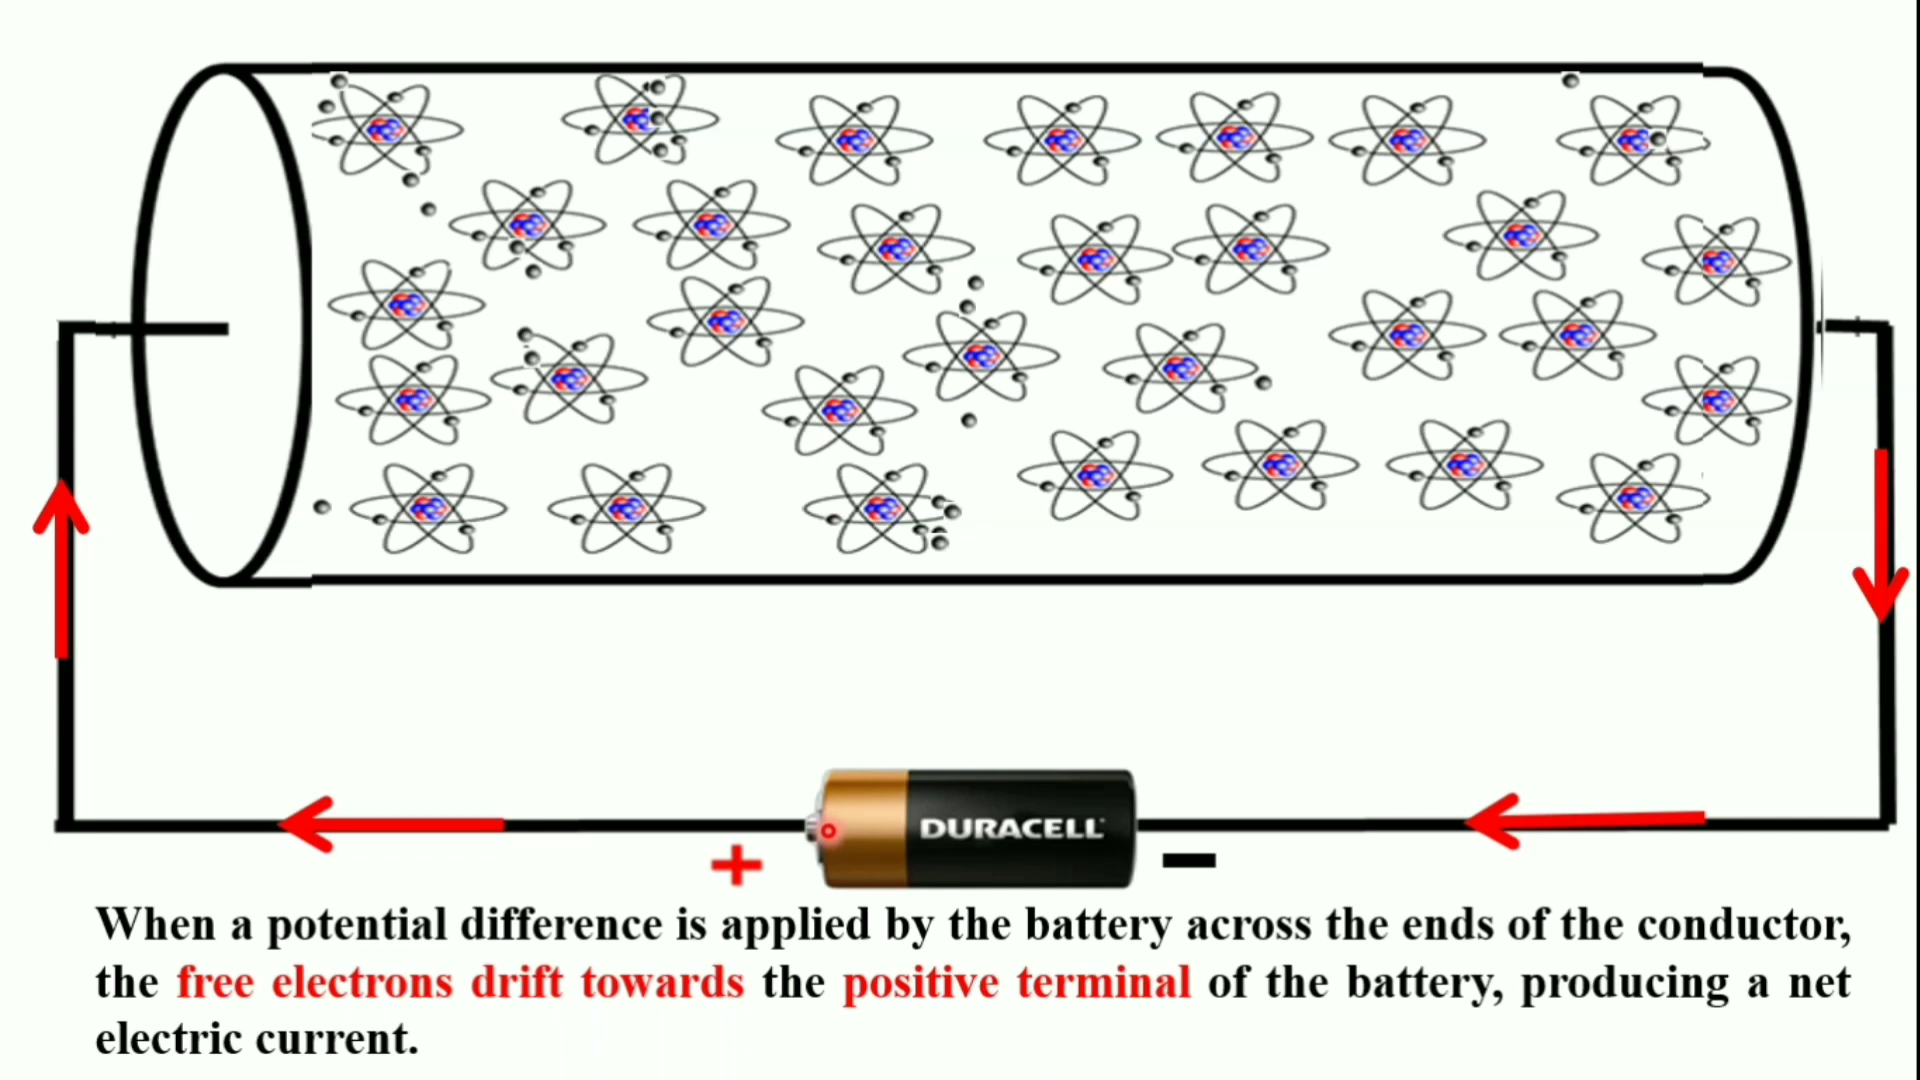 DURACELL
+ −
When a potential difference is applied by the battery across the ends of the conductor,
the free electrons drift towards the positive terminal of the battery, producing a net
electric current.